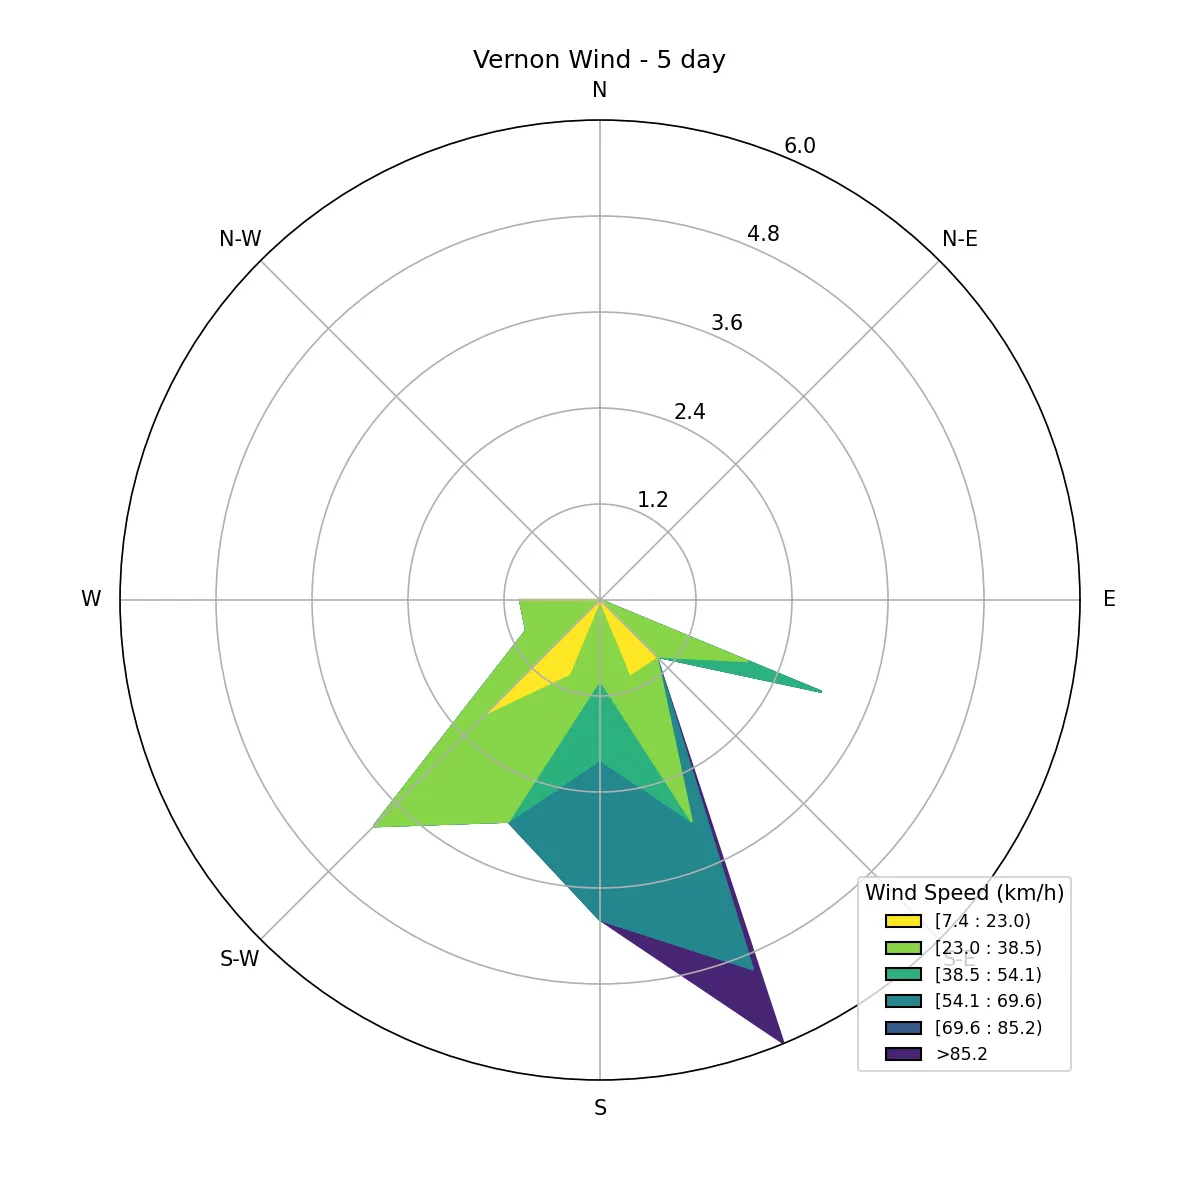 Vernon Wind - 5 day
N
6.0
N-W
N-E
4.8
3.6
2.4
1.2
W
E
Wind Speed (km/h)
[7.4 : 23.0)
[23.0 : 38.5)
[38.5 : 54.1)
[54.1 : 69.6)
[69.6 : 85.2)
>85.2
S-W
S-E
S